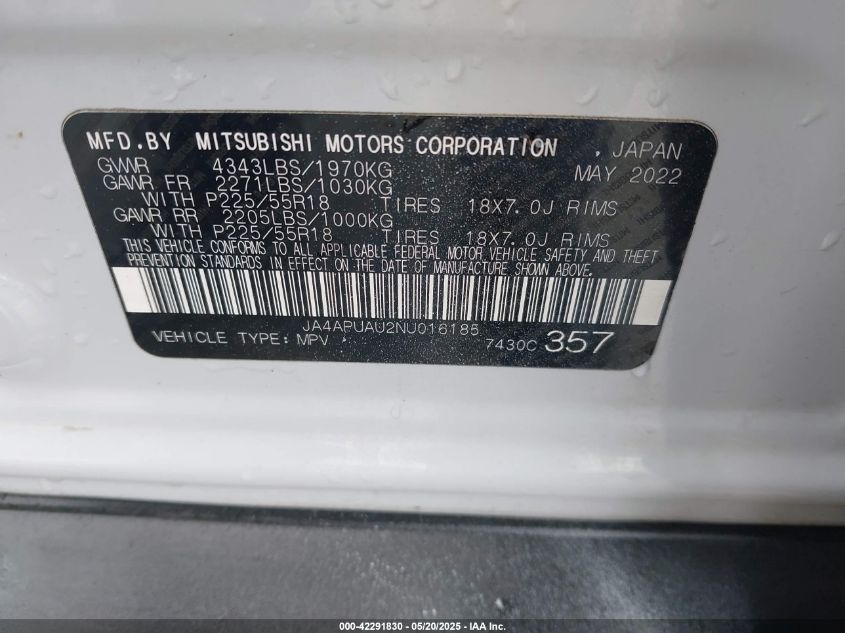 MFD.BY MITSUBISHI MOTORS CORPORATION , JAPAN
GVWR 4343LBS/1970KG MAY 2022
GAWR FR 2271LBS/1030KG
WITH P225/55R18 TIRES 18X7.0J RIMS
GAWR RR 2205LBS/1000KG
WITH P225/55R18 TIRES 18X7.0J RIMS
THIS VEHICLE CONFORMS TO ALL APPLICABLE FEDERAL MOTOR VEHICLE SAFETY AND THEFT
PREVENTION STANDARDS IN EFFECT ON THE DATE OF MANUFACTURE SHOWN ABOVE.
JA4APUAU2NU016185
VEHICLE TYPE: MPV 7430C 357
000-42291830 - 05/20/2025 - IAA Inc.